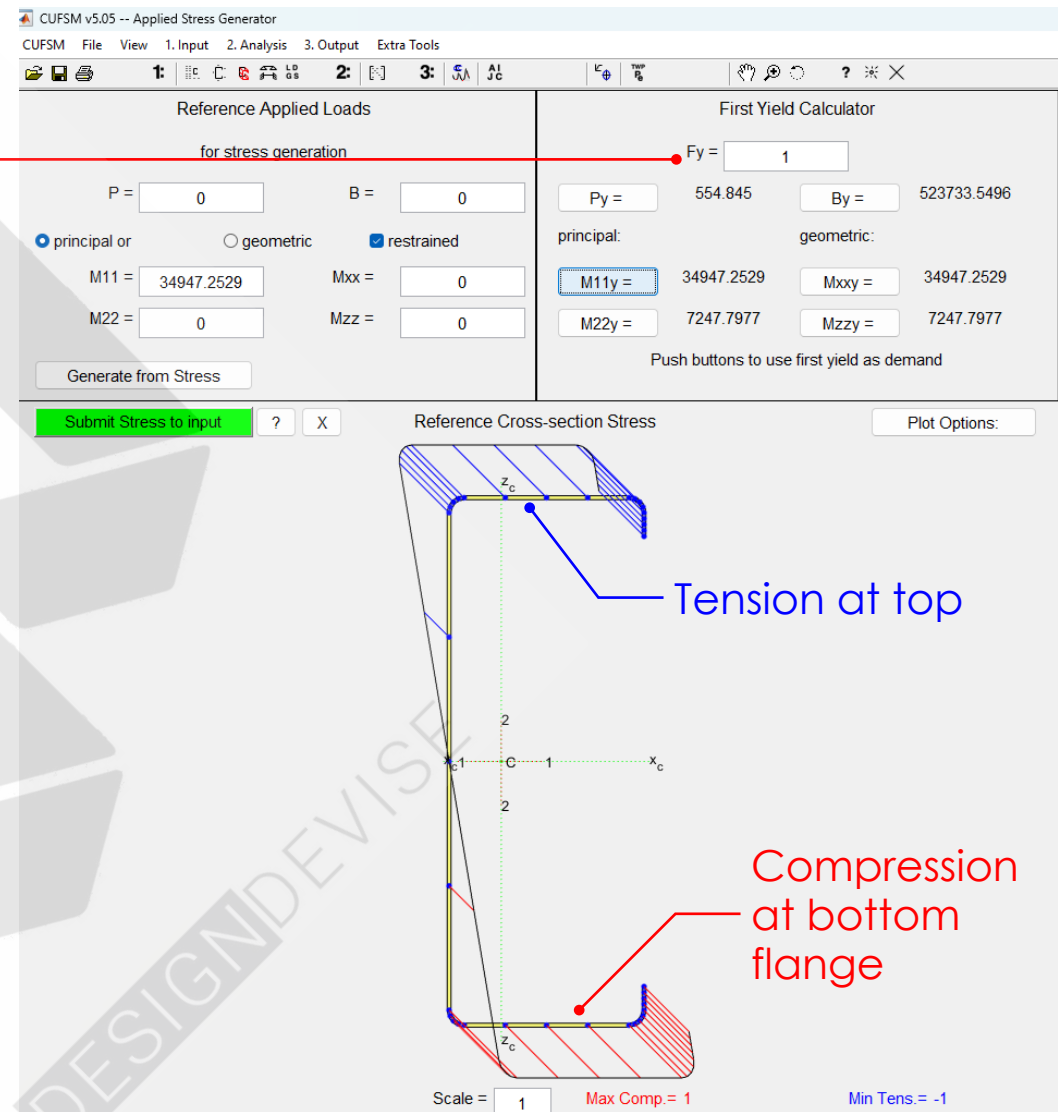 CUFSM v5.05 -- Applied Stress Generator
CUFSM File View 1. Input 2. Analysis 3. Output Extra Tools
1: 2: 3: ?
Reference Applied Loads
for stress generation
P = 0 B = 0
principal or geometric restrained
M11 = 34947.2529 Mxx = 0
M22 = 0 Mzz = 0
Generate from Stress
First Yield Calculator
Fy = 1
Py = 554.845 By = 523733.5496
principal: geometric:
M11y = 34947.2529 Mxxy = 34947.2529
M22y = 7247.7977 Mzzy = 7247.7977
Push buttons to use first yield as demand
Submit Stress to input ? X Reference Cross-section Stress Plot Options:
zc
Tension at top
2
xc 1 C 1 xc
2
Compression
at bottom
flange
zc
Scale = 1 Max Comp.= 1 Min Tens.= -1
DESIGNDEVISE